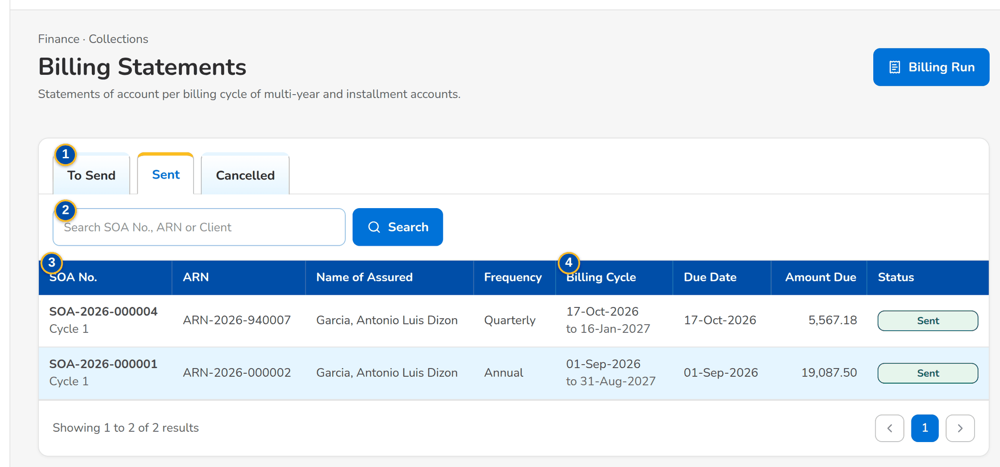 Finance · Collections
Billing Statements
Statements of account per billing cycle of multi-year and installment accounts.
Billing Run
1
To Send
Sent
Cancelled
2
Search SOA No., ARN or Client
Search
3
4
SOA No. ARN Name of Assured Frequency Billing Cycle Due Date Amount Due Status
SOA-2026-000004 ARN-2026-940007 Garcia, Antonio Luis Dizon Quarterly 17-Oct-2026 17-Oct-2026 5,567.18 Sent
Cycle 1 to 16-Jan-2027
SOA-2026-000001 ARN-2026-000002 Garcia, Antonio Luis Dizon Annual 01-Sep-2026 01-Sep-2026 19,087.50 Sent
Cycle 1 to 31-Aug-2027
Showing 1 to 2 of 2 results
1